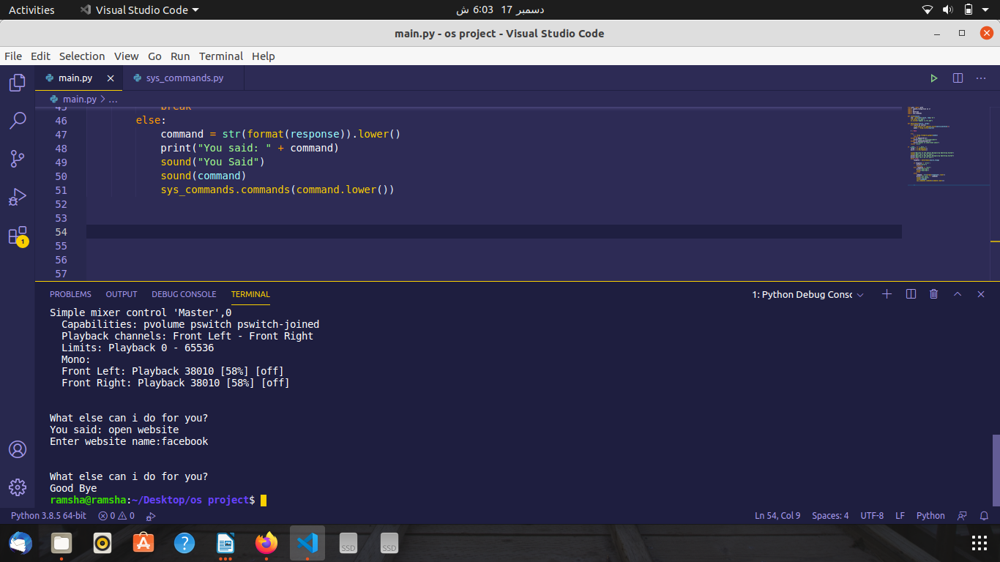 Activities
Visual Studio Code
دسمبر 17 6:03 ش
main.py - os project - Visual Studio Code
File Edit Selection View Go Run Terminal Help
main.py
sys_commands.py
main.py > ...
45 break
46 else:
47 command = str(format(response)).lower()
48 print("You said: " + command)
49 sound("You Said")
50 sound(command)
51 sys_commands.commands(command.lower())
52
53
54
55
56
57
1
PROBLEMS OUTPUT DEBUG CONSOLE TERMINAL
1: Python Debug Consc
Simple mixer control 'Master',0
Capabilities: pvolume pswitch pswitch-joined
Playback channels: Front Left - Front Right
Limits: Playback 0 - 65536
Mono:
Front Left: Playback 38010 [58%] [off]
Front Right: Playback 38010 [58%] [off]
What else can i do for you?
You said: open website
Enter website name:facebook
What else can i do for you?
Good Bye
ramsha@ramsha:~/Desktop/os project$
Python 3.8.5 64-bit 0 0 Ln 54, Col 9 Spaces: 4 UTF-8 LF Python
SSD
SSD